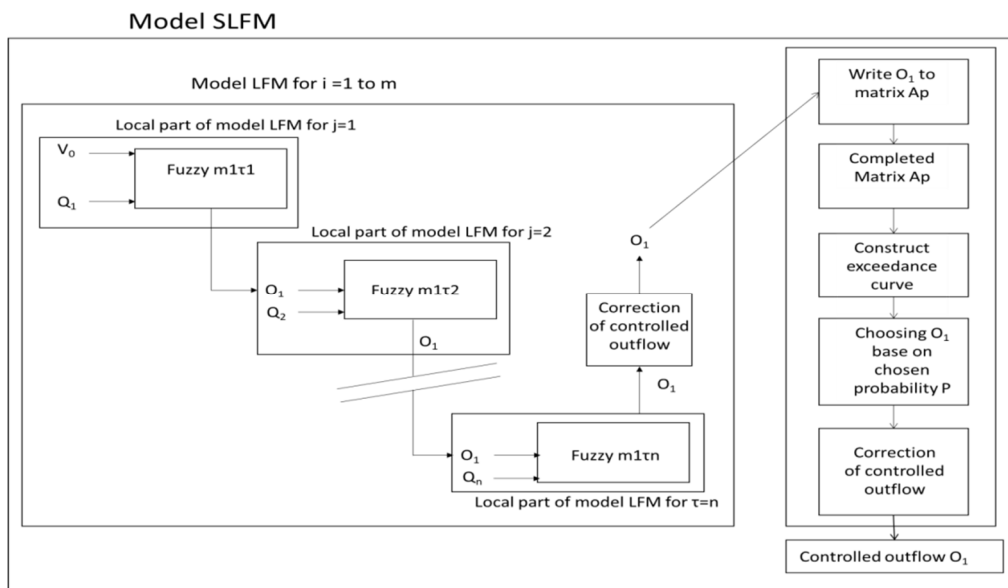 Model SLFM
Model LFM for i =1 to m
Local part of model LFM for j=1
V₀
Q₁
Fuzzy m1τ1
Local part of model LFM for j=2
O₁
Q₂
Fuzzy m1τ2
O₁
O₁
Qₙ
Fuzzy m1τn
Local part of model LFM for τ=n
O₁
Correction
of controlled
outflow
O₁
Write O₁ to
matrix Ap
Completed
Matrix Ap
Construct
exceedance
curve
Choosing O₁
base on
chosen
probability P
Correction
of controlled
outflow
Controlled outflow O₁